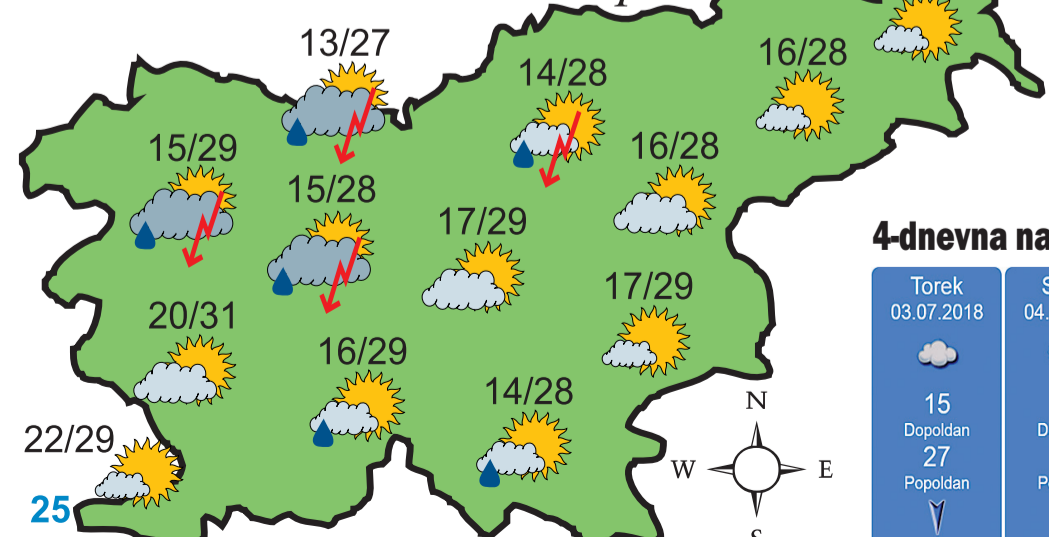 13/27
14/28
16/28
15/29
16/28
15/28
17/29
17/29
20/31
16/29
14/28
22/29
25
N
W
E
S
4-dnevna na
Torek
03.07.2018
15
Dopoldan
27
Popoldan
S
04.
D
P